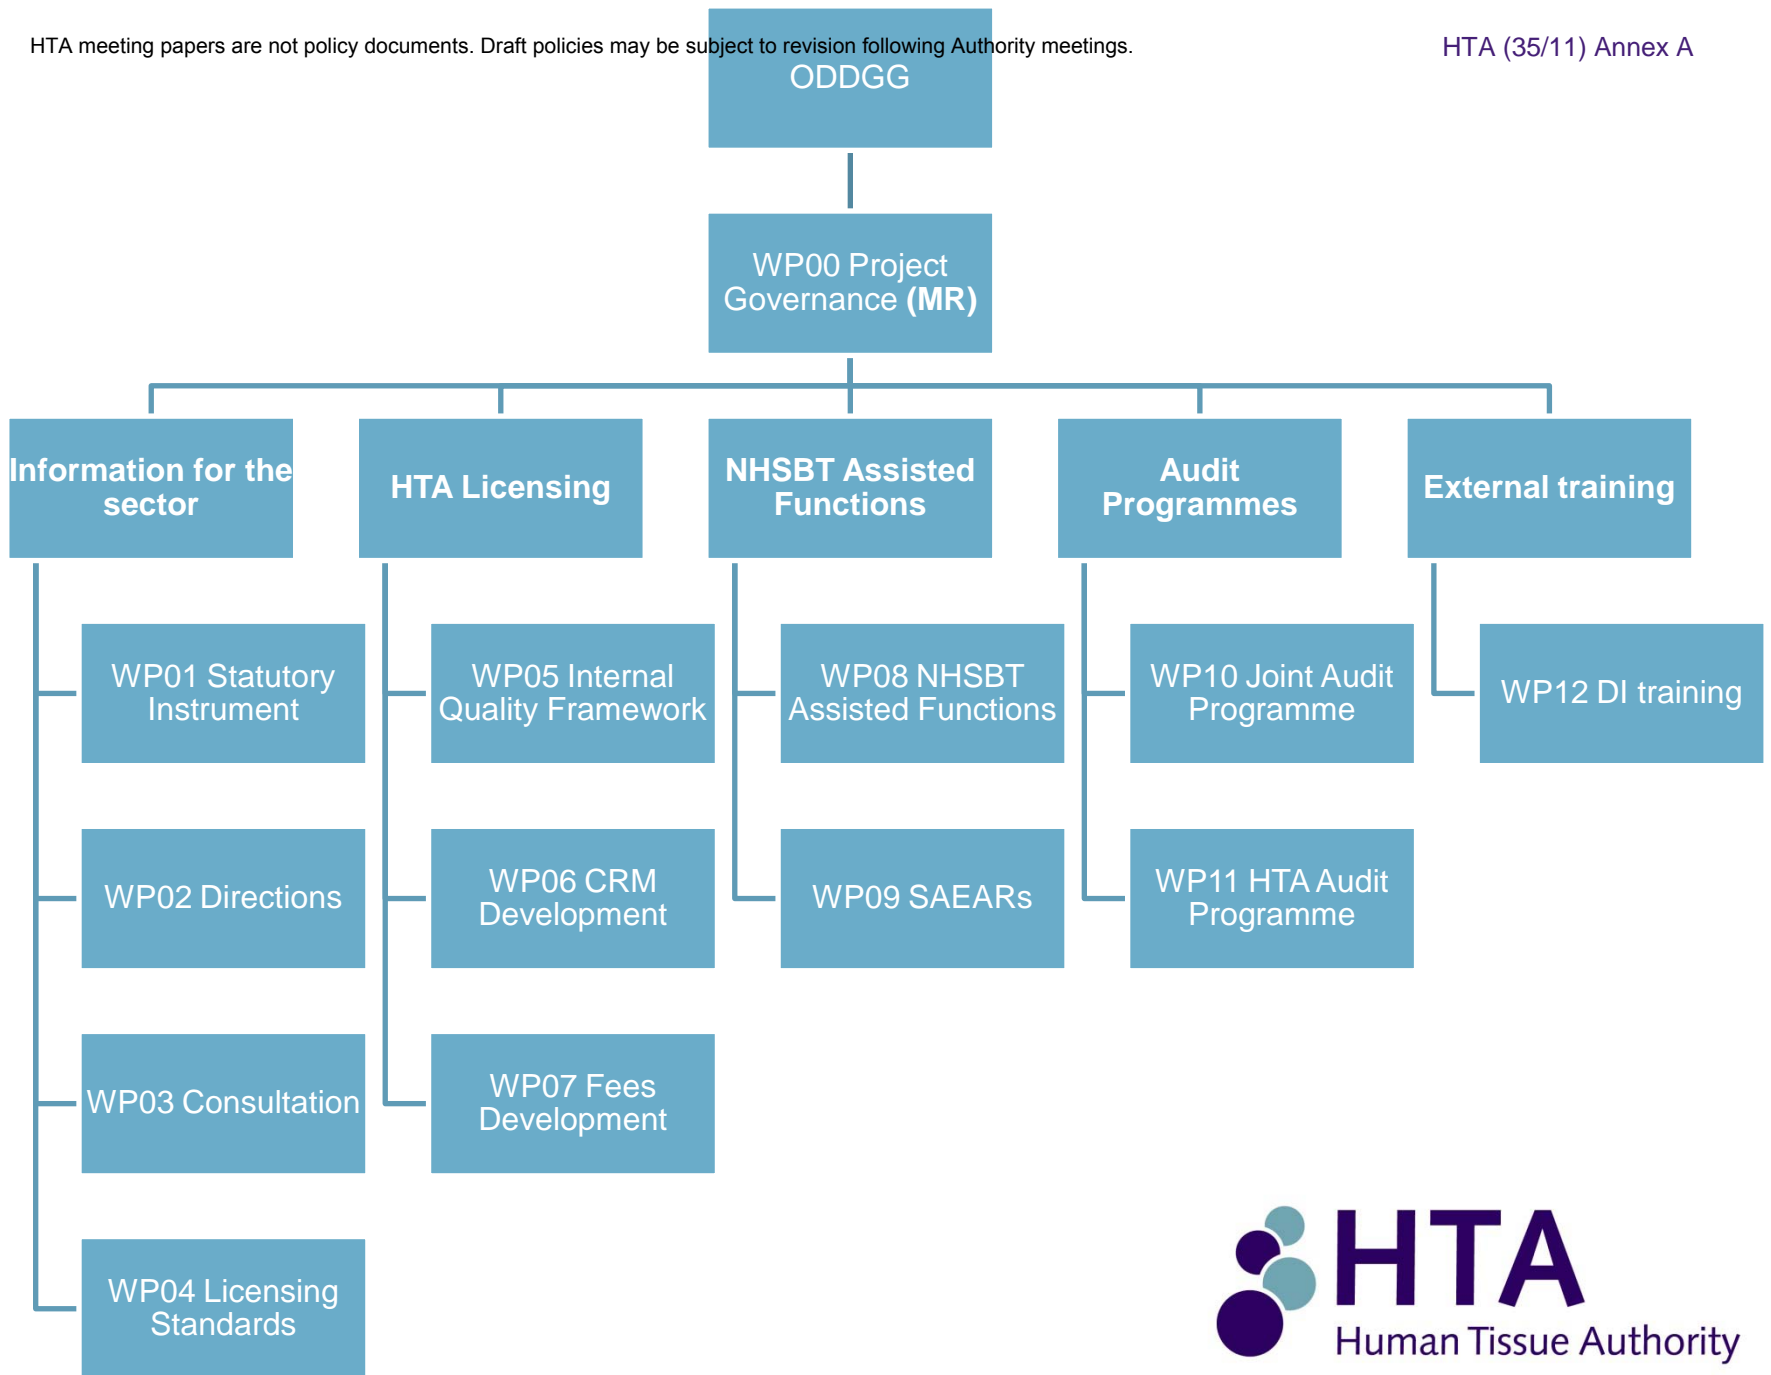 HTA meeting papers are not policy documents. Draft policies may be subject to revision following Authority meetings.
HTA (35/11) Annex A
ODDGG
WP00 Project
Governance (MR)
Information for the
sector
HTA Licensing
NHSBT Assisted
Functions
Audit
Programmes
External training
WP01 Statutory
Instrument
WP05 Internal
Quality Framework
WP08 NHSBT
Assisted Functions
WP10 Joint Audit
Programme
WP12 DI training
WP02 Directions
WP06 CRM
Development
WP09 SAEARs
WP11 HTA Audit
Programme
WP03 Consultation
WP07 Fees
Development
WP04 Licensing
Standards
HTA
Human Tissue Authority